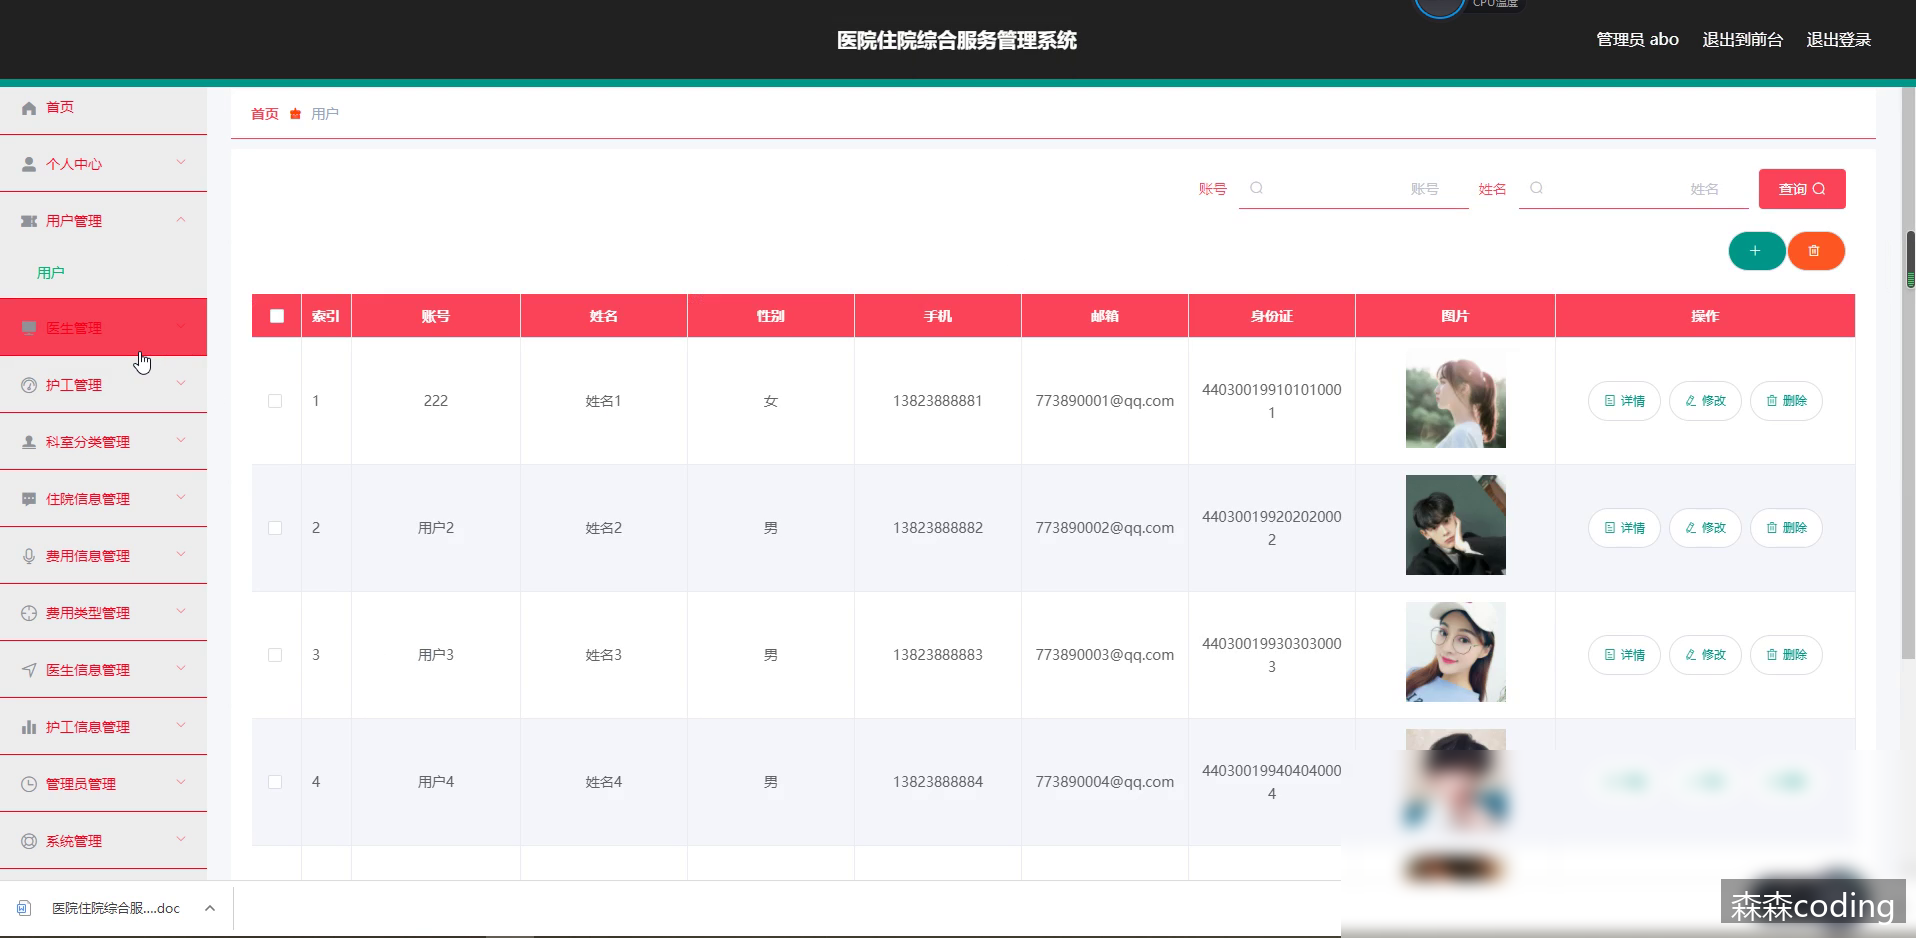 CPU温度
医院住院综合服务管理系统
管理员 abo 退出到前台 退出登录
首页
个人中心
用户管理
用户
医生管理
护工管理
科室分类管理
住院信息管理
费用信息管理
费用类型管理
医生信息管理
护工信息管理
管理员管理
系统管理
首页 用户
账号 账号 姓名 姓名 查询
索引 账号 姓名 性别 手机 邮箱 身份证 图片 操作
1 222 姓名1 女 13823888881 773890001@qq.com 44030019910101000
1
详情 修改 删除
2 用户2 姓名2 男 13823888882 773890002@qq.com 44030019920202000
2
详情 修改 删除
3 用户3 姓名3 男 13823888883 773890003@qq.com 44030019930303000
3
详情 修改 删除
4 用户4 姓名4 男 13823888884 773890004@qq.com 44030019940404000
4
医院住院综合服....doc
森森coding